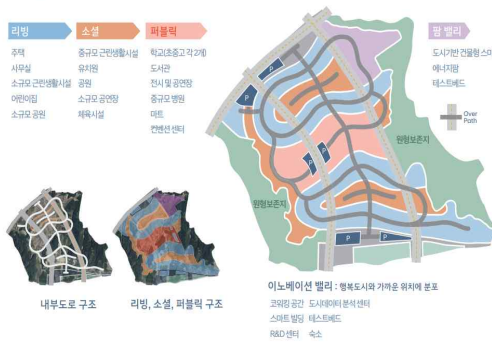 리빙
주택
사무실
소규모 근린생활시설
어린이집
소규모 공원
소셜
중규모 근린생활시설
유치원
공원
소규모 공연장
체육시설
퍼블릭
학교(초중고 각 2개)
도서관
전시 및 공연장
중규모 병원
마트
컨벤션 센터
팜 밸리
도시기반 건물형 스마
에너지팜
테스트베드
Over
Path
P
P
P
P
P
원형보존지
원형보존지
내부도로 구조
리빙, 소셜, 퍼블릭 구조
이노베이션 밸리 : 행복도시와 가까운 위치에 분포
코워킹 공간 도시데이터 분석 센터
스마트 빌딩 테스트베드
R&D 센터 숙소